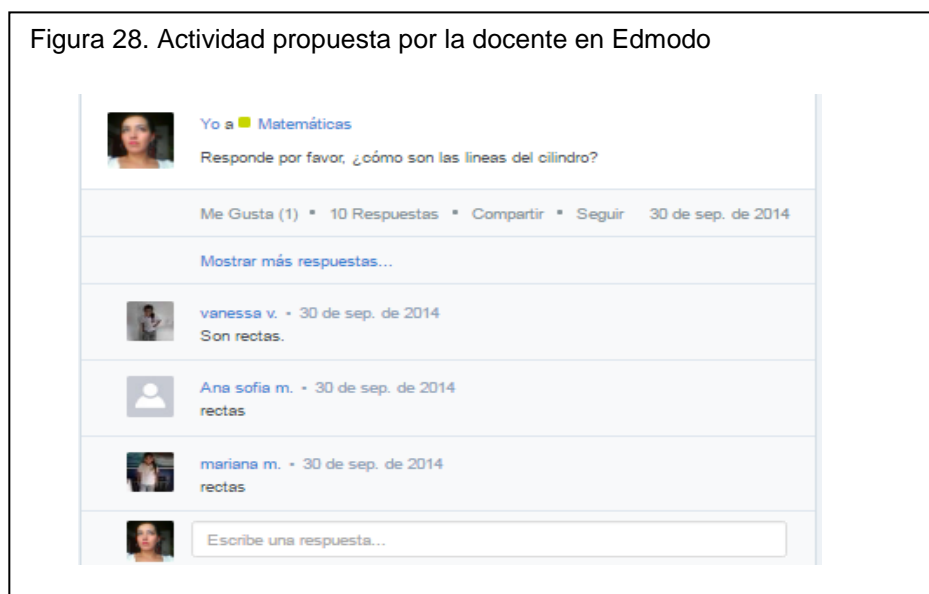 Figura 28. Actividad propuesta por la docente en Edmodo
Yo a Matemáticas
Responde por favor, ¿cómo son las lineas del cilindro?
Me Gusta (1) • 10 Respuestas • Compartir • Seguir 30 de sep. de 2014
Mostrar más respuestas...
vanessa v. • 30 de sep. de 2014
Son rectas.
Ana sofia m. • 30 de sep. de 2014
rectas
mariana m. • 30 de sep. de 2014
rectas
Escribe una respuesta...